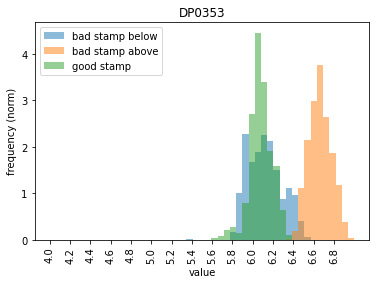 DP0353
bad stamp below
bad stamp above
good stamp
frequency (norm)
4
3
2
1
0
4.0 4.2 4.4 4.6 4.8 5.0 5.2 5.4 5.6 5.8 6.0 6.2 6.4 6.6 6.8
value